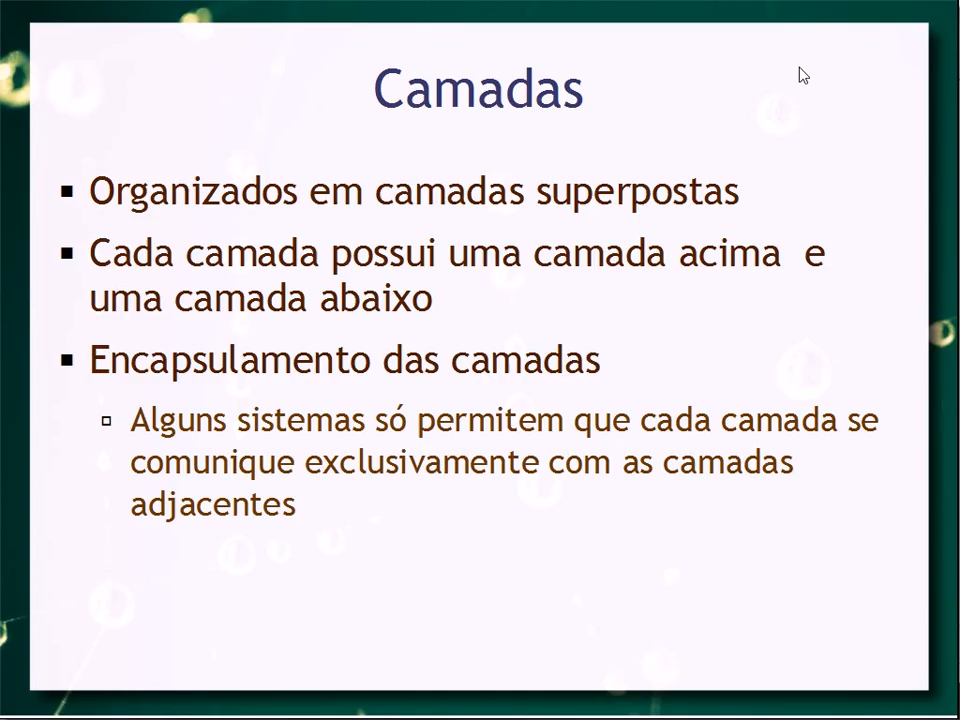 Camadas
Organizados em camadas superpostas
Cada camada possui uma camada acima e
uma camada abaixo
Encapsulamento das camadas
Alguns sistemas só permitem que cada camada se
comunique exclusivamente com as camadas
adjacentes